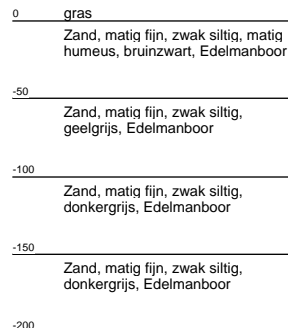 0 gras
Zand, matig fijn, zwak siltig, matig
humeus, bruinzwart, Edelmanboor
-50
Zand, matig fijn, zwak siltig,
geelgrijs, Edelmanboor
-100
Zand, matig fijn, zwak siltig,
donkergrijs, Edelmanboor
-150
Zand, matig fijn, zwak siltig,
donkergrijs, Edelmanboor
-200